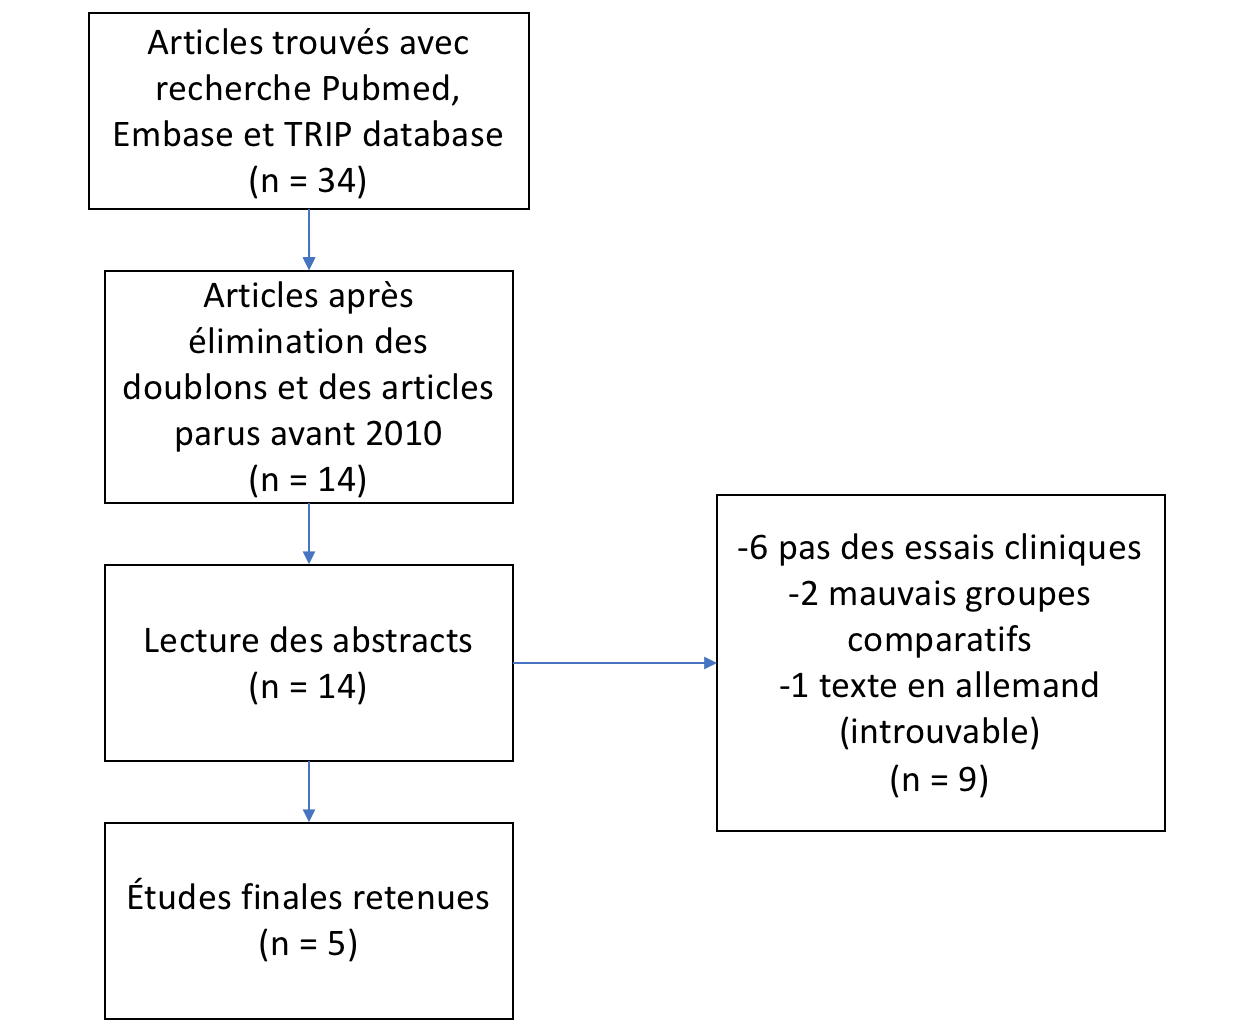 Articles trouvés avec
recherche Pubmed,
Embase et TRIP database
(n = 34)
Articles après
élimination des
doublons et des articles
parus avant 2010
(n = 14)
Lecture des abstracts
(n = 14)
-6 pas des essais cliniques
-2 mauvais groupes
comparatifs
-1 texte en allemand
(introuvable)
(n = 9)
Études finales retenues
(n = 5)